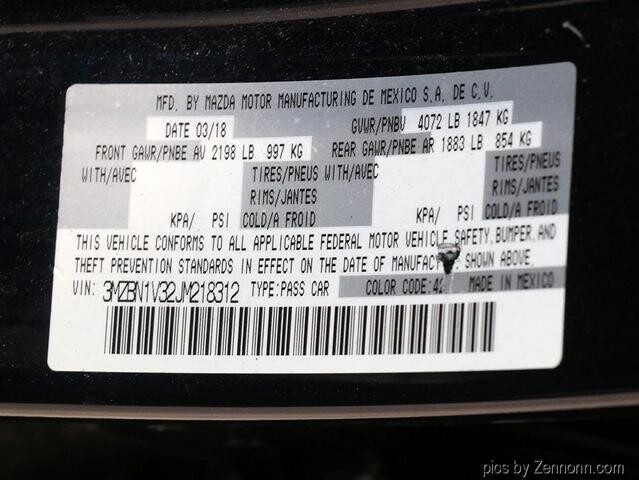 MFD. BY MAZDA MOTOR MANUFACTURING DE MEXICO S.A. DE C.V.
DATE 03/18 GVWR/PNBV 4072 LB 1847 KG
FRONT GAWR/PNBE AV 2198 LB 997 KG REAR GAWR/PNBE AR 1883 LB 854 KG
WITH/AVEC TIRES/PNEUS WITH/AVEC TIRES/PNEUS
RIMS/JANTES RIMS/JANTES
KPA/ PSI COLD/A FROID KPA/ PSI COLD/A FROID
THIS VEHICLE CONFORMS TO ALL APPLICABLE FEDERAL MOTOR VEHICLE SAFETY, BUMPER, AND
THEFT PREVENTION STANDARDS IN EFFECT ON THE DATE OF MANUFACT. SHOWN ABOVE.
VIN: 3MZBN1V32JM218312 TYPE:PASS CAR COLOR CODE: MADE IN MEXICO
pics by Zennonn.com